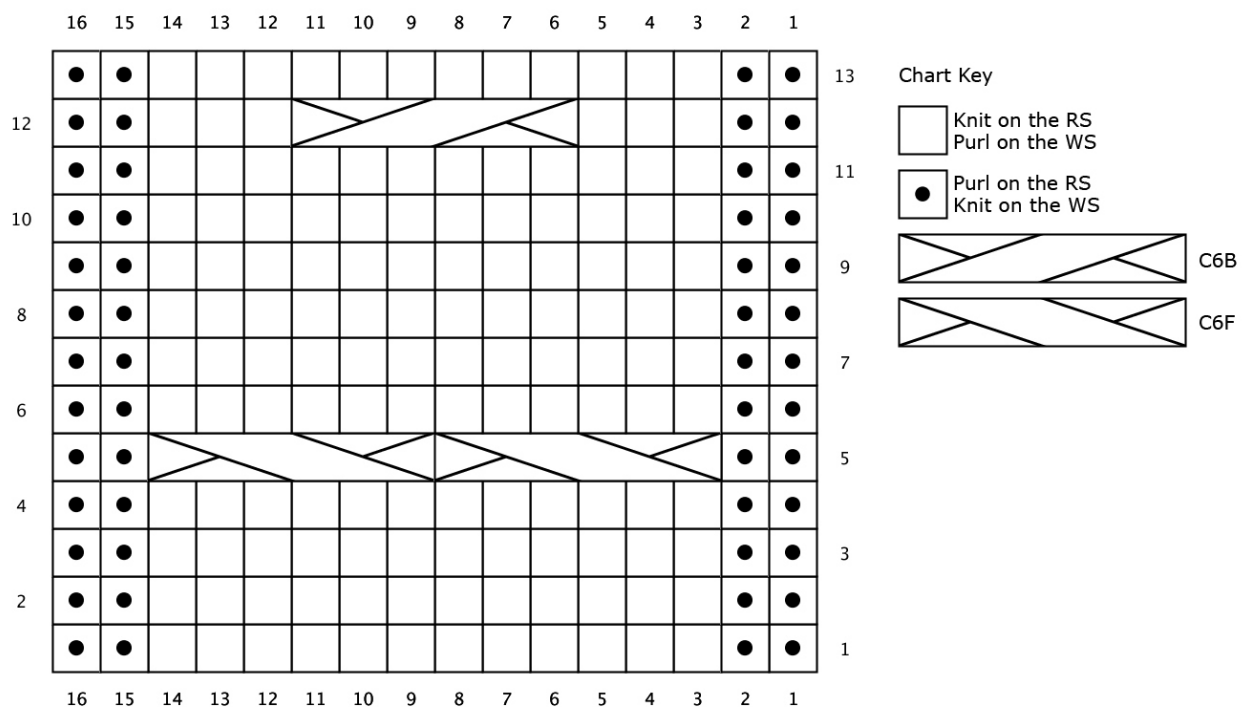 16 15 14 13 12 11 10 9 8 7 6 5 4 3 2 1
13
12
11
10
9
8
7
6
5
4
3
2
1
16 15 14 13 12 11 10 9 8 7 6 5 4 3 2 1
Chart Key
Knit on the RS
Purl on the WS
Purl on the RS
Knit on the WS
C6B
C6F